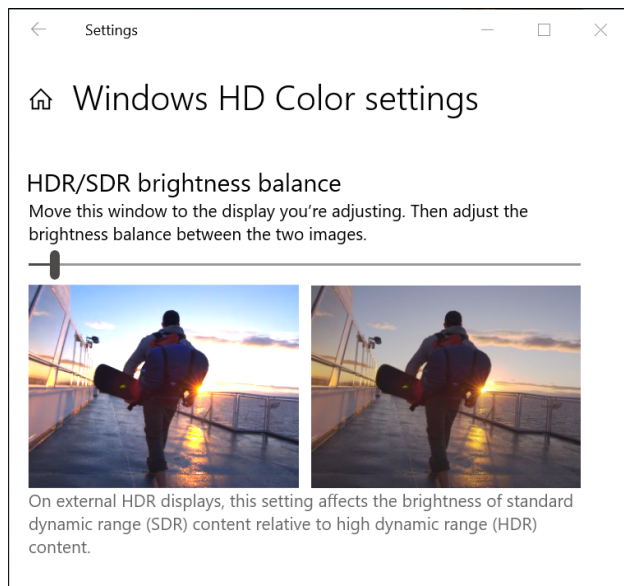 Settings
Windows HD Color settings
HDR/SDR brightness balance
Move this window to the display you’re adjusting. Then adjust the
brightness balance between the two images.
On external HDR displays, this setting affects the brightness of standard
dynamic range (SDR) content relative to high dynamic range (HDR)
content.